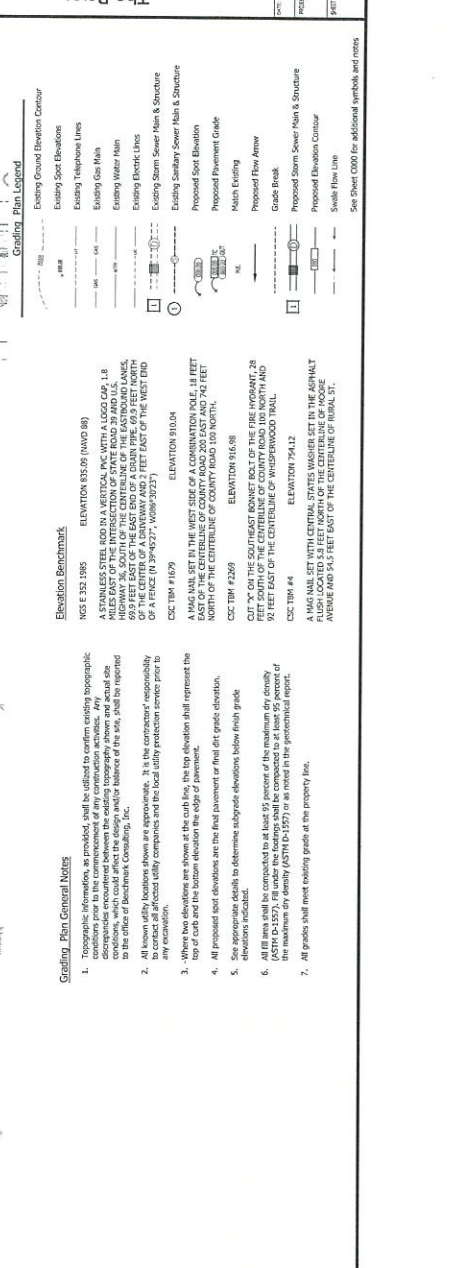 Grading Plan General Notes
1. Topographic information, as provided, shall be utilized to confirm existing topographic
conditions prior to the commencement of any construction activities. Any
discrepancies encountered between the existing topography shown and actual site
conditions, which could affect the design and/or balance of the site, shall be reported
to the office of Benchmark Consulting, Inc.
2. All known utility locations shown are approximate. It is the contractors' responsibility
to contact all affected utility companies and the local utility protection service prior to
any excavation.
3. -Where two elevations are shown at the curb line, the top elevation shall represent the
top of curb and the bottom elevation the edge of pavement.
4. All proposed spot elevations are the final pavement or final dirt grade elevation.
5. See appropriate details to determine subgrade elevations below finish grade
elevations indicated.
6. All fill area shall be compacted to at least 95 percent of the maximum dry density
(ASTM D-1557). Fill under the footings shall be compacted to at least 95 percent of
the maximum dry density (ASTM D-1557) or as noted in the geotechnical report.
7. All grades shall meet existing grade at the property line.
Elevation Benchmark
NGS E 352 1985 ELEVATION 835.09 (NAVD 88)
A STAINLESS STEEL ROD IN A VERTICAL PVC WITH A LOGO CAP, 1.8
MILES EAST OF THE INTERSECTION OF STATE ROAD 39 AND U.S.
HIGHWAY 36, SOUTH OF THE CENTERLINE OF THE EASTBOUND LANES,
69.9 FEET EAST OF THE EAST END OF A DRAIN PIPE, 69.9 FEET NORTH
OF THE CENTER OF A DRIVEWAY AND 2 FEET EAST OF THE WEST END
OF A FENCE (N 39°45'27", W086°30'23")
CSC TBM #1679 ELEVATION 910.04
A MAG NAIL SET IN THE WEST SIDE OF A COMBINATION POLE, 18 FEET
EAST OF THE CENTERLINE OF COUNTY ROAD 200 EAST AND 742 FEET
NORTH OF THE CENTERLINE OF COUNTY ROAD 100 NORTH.
CSC TBM #2269 ELEVATION 916.98
CUT "X" ON THE SOUTHEAST BONNET BOLT OF THE FIRE HYDRANT, 28
FEET SOUTH OF THE CENTERLINE OF COUNTY ROAD 100 NORTH AND
92 FEET EAST OF THE CENTERLINE OF WHISPERWOOD TRAIL.
CSC TBM #4 ELEVATION 754.12
A MAG NAIL SET WITH CENTRAL STATES WASHER SET IN THE ASPHALT
FLUSH LOCATED 5.8 FEET NORTH OF THE CENTERLINE OF MOORE
AVENUE AND 54.5 FEET EAST OF THE CENTERLINE OF RURAL ST.
Grading Plan Legend
Existing Ground Elevation Contour
Existing Spot Elevations
Existing Telephone Lines
GAS GAS Existing Gas Main
Existing Water Main
Existing Electric Lines
1 Existing Storm Sewer Main & Structure
1 Existing Sanitary Sewer Main & Structure
Proposed Spot Elevation
TC GUT Proposed Pavement Grade
M.E. Match Existing
Proposed Flow Arrow
Grade Break
1 Proposed Storm Sewer Main & Structure
Proposed Elevation Contour
Swale Flow Line
See Sheet C000 for additional symbols and notes
DATE:
SHEET